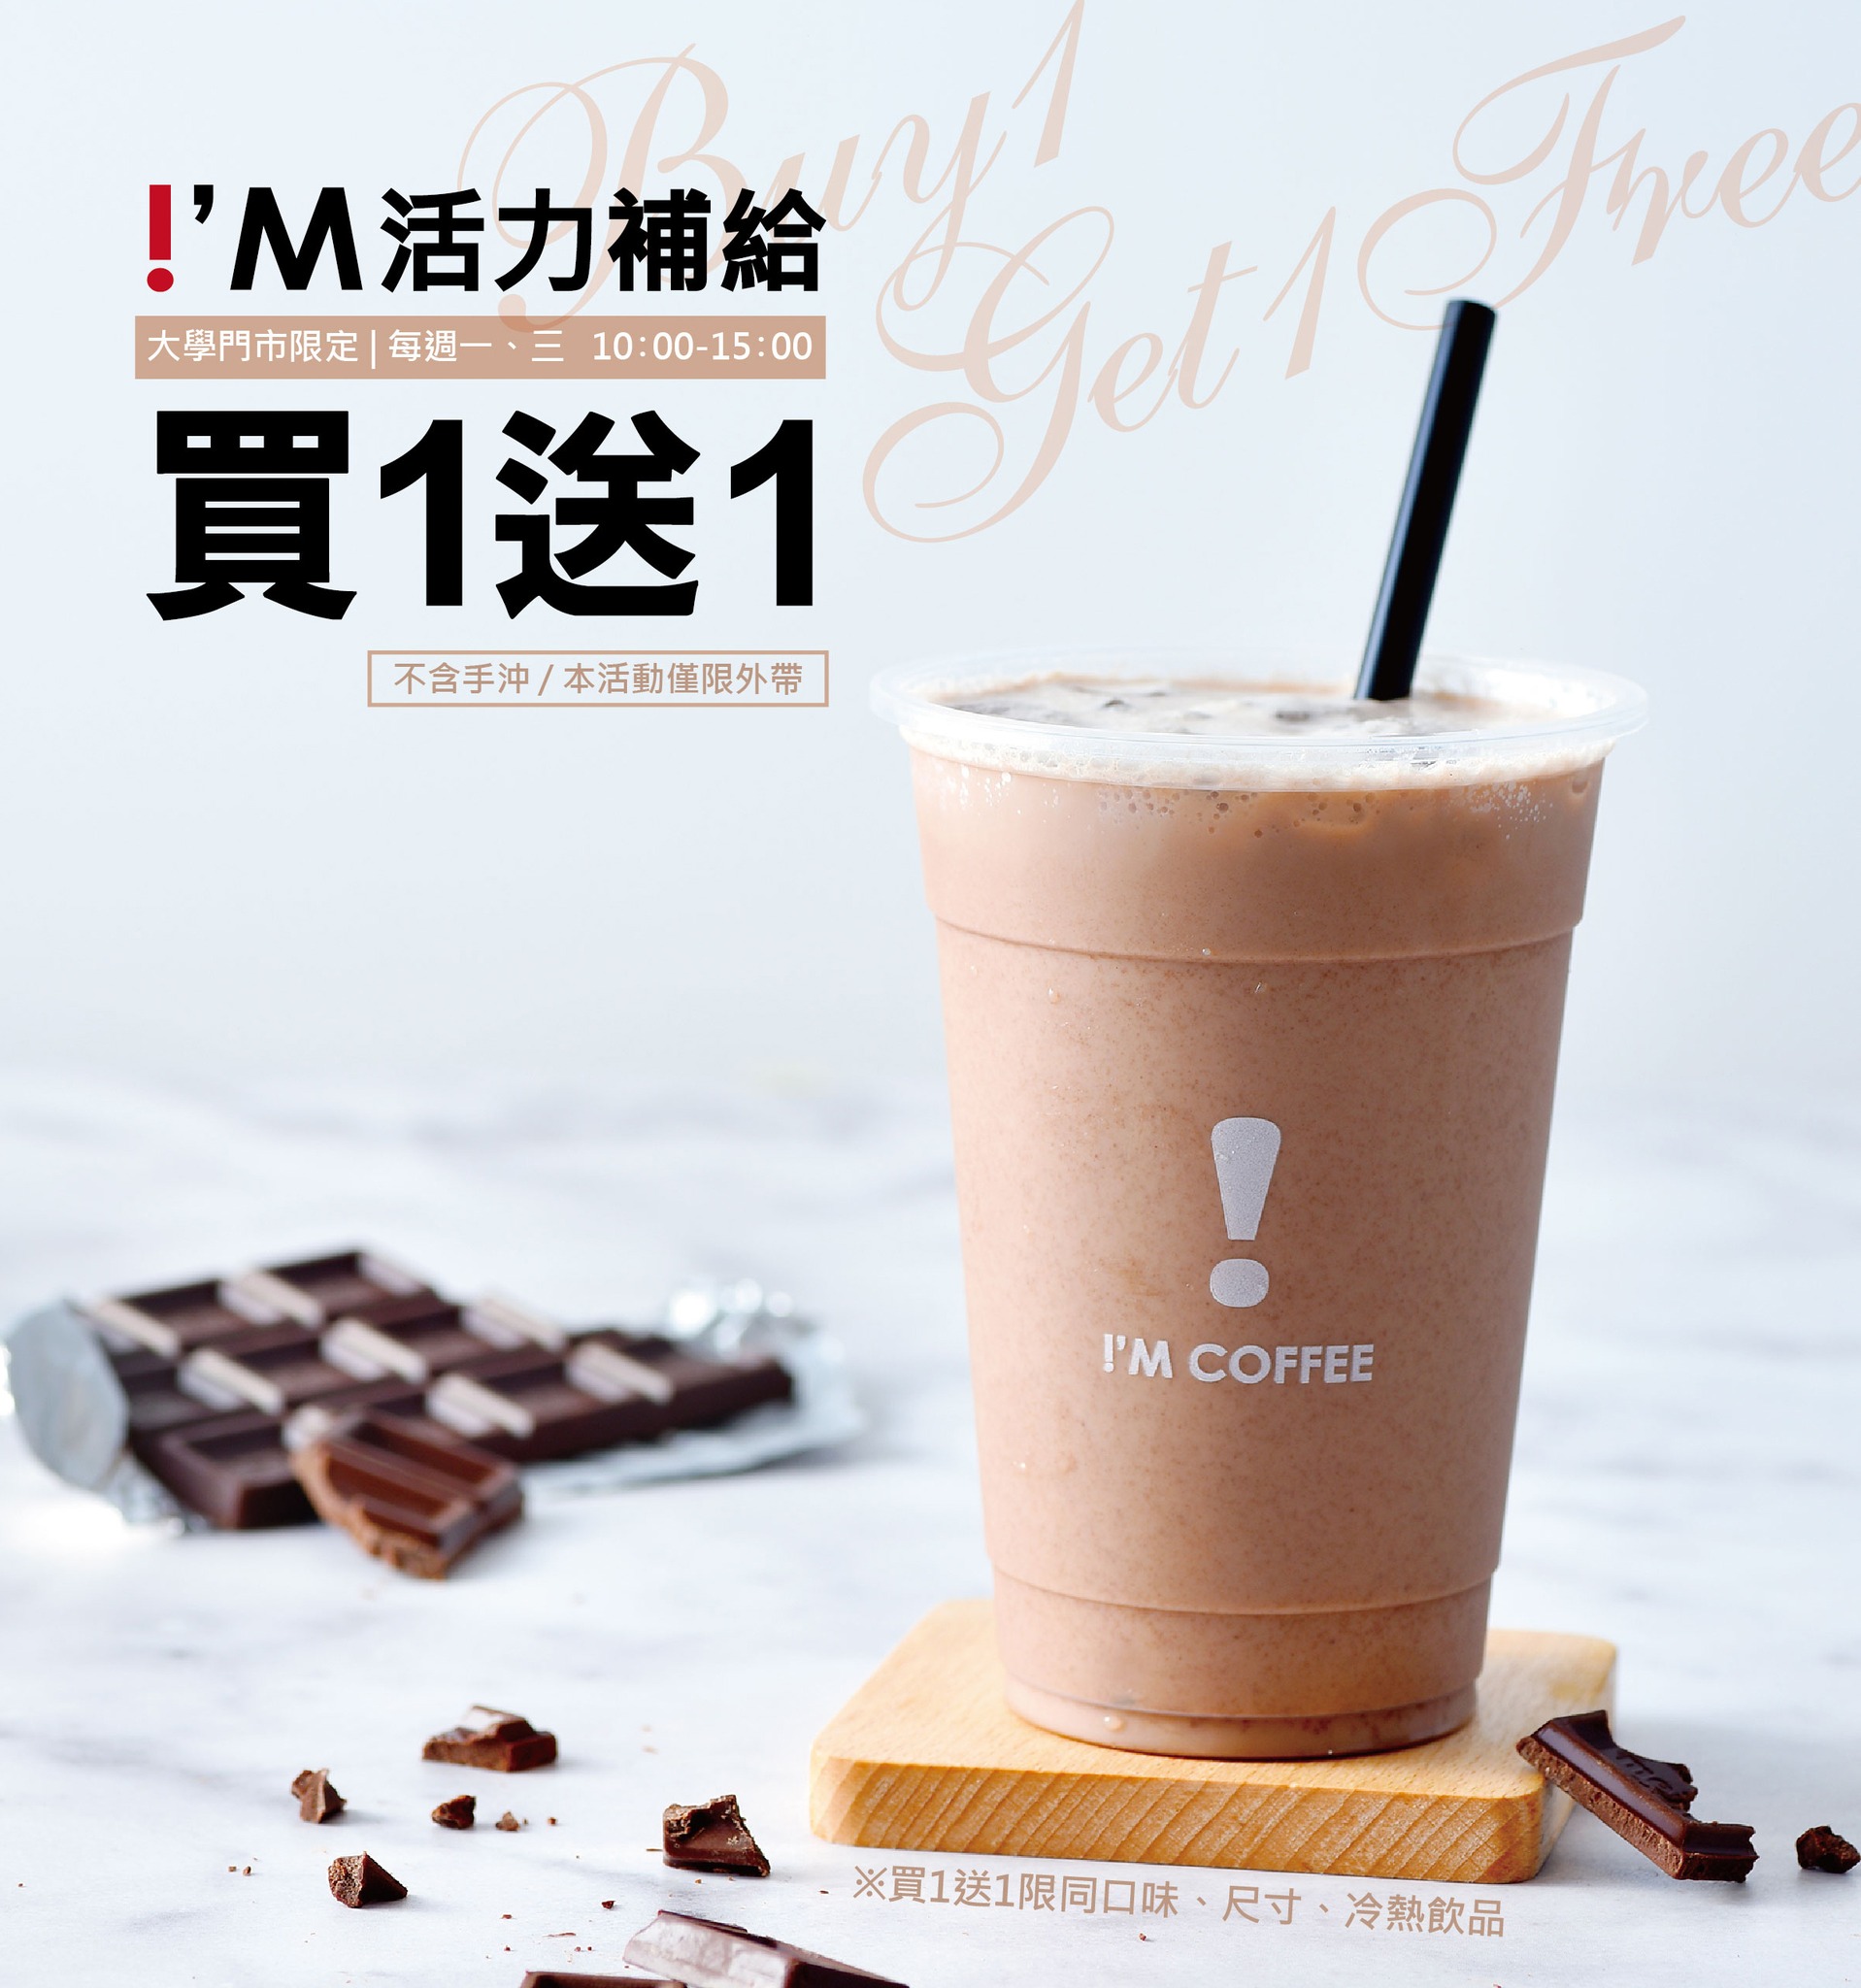 Buy1
Get1 Free
!'M活力補給
大學門市限定 | 每週一、三 10:00-15:00
買1送1
不含手沖 / 本活動僅限外帶
!
!'M COFFEE
※買1送1限同口味、尺寸、冷熱飲品